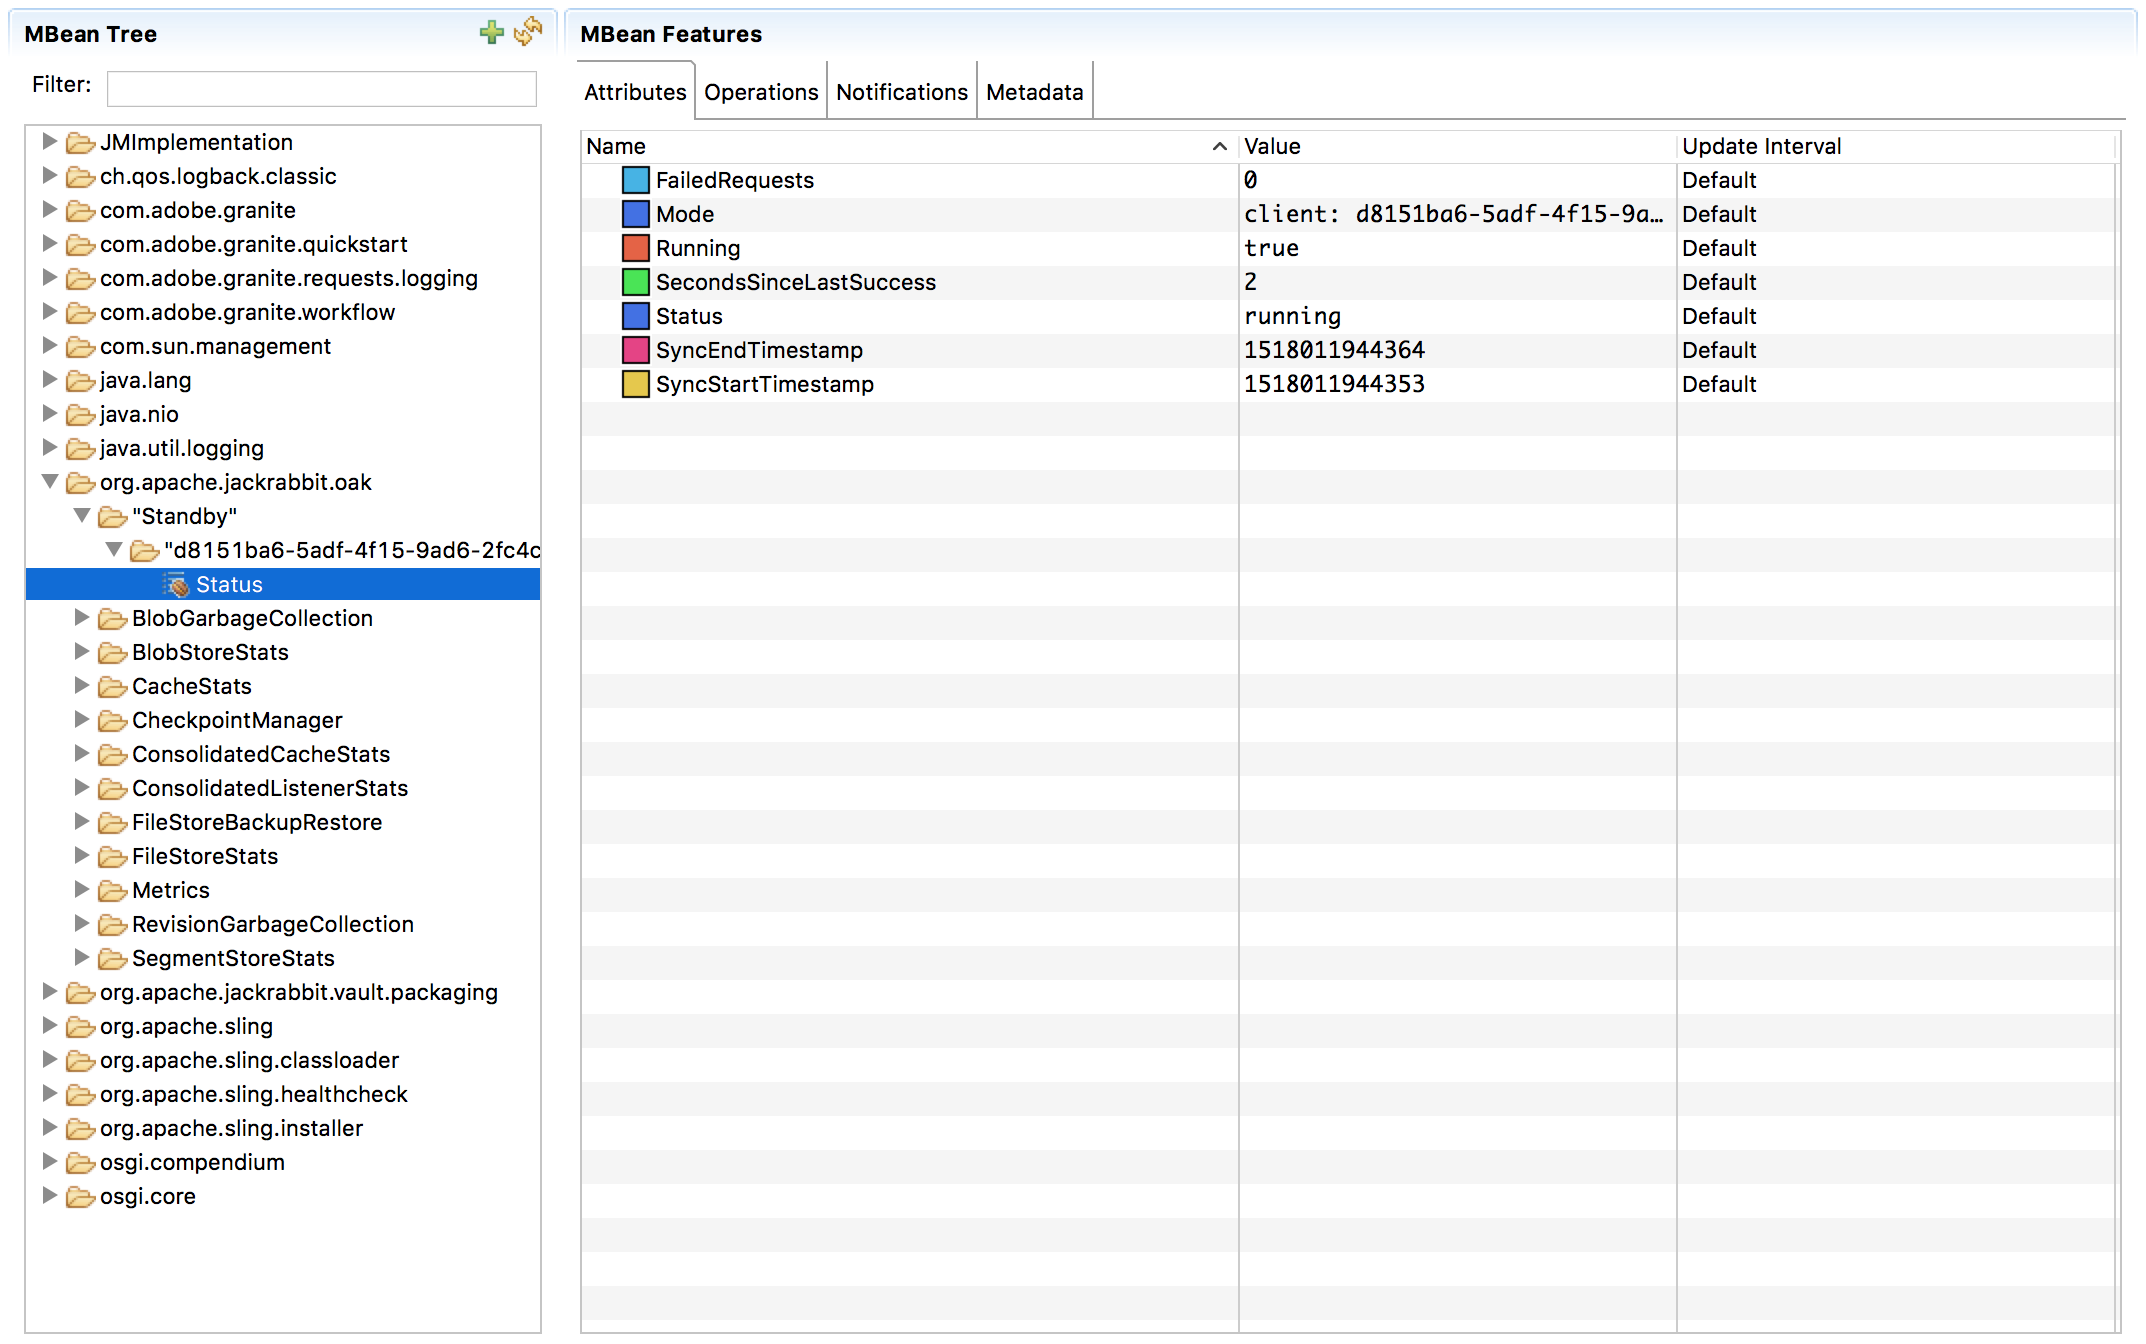 MBean Tree
Filter:
JMImplementation
ch.qos.logback.classic
com.adobe.granite
com.adobe.granite.quickstart
com.adobe.granite.requests.logging
com.adobe.granite.workflow
com.sun.management
java.lang
java.nio
java.util.logging
org.apache.jackrabbit.oak
"Standby"
"d8151ba6-5adf-4f15-9ad6-2fc4c
Status
BlobGarbageCollection
BlobStoreStats
CacheStats
CheckpointManager
ConsolidatedCacheStats
ConsolidatedListenerStats
FileStoreBackupRestore
FileStoreStats
Metrics
RevisionGarbageCollection
SegmentStoreStats
org.apache.jackrabbit.vault.packaging
org.apache.sling
org.apache.sling.classloader
org.apache.sling.healthcheck
org.apache.sling.installer
osgi.compendium
osgi.core
MBean Features
Attributes Operations Notifications Metadata
Name Value Update Interval
FailedRequests 0 Default
Mode client: d8151ba6-5adf-4f15-9a… Default
Running true Default
SecondsSinceLastSuccess 2 Default
Status running Default
SyncEndTimestamp 1518011944364 Default
SyncStartTimestamp 1518011944353 Default